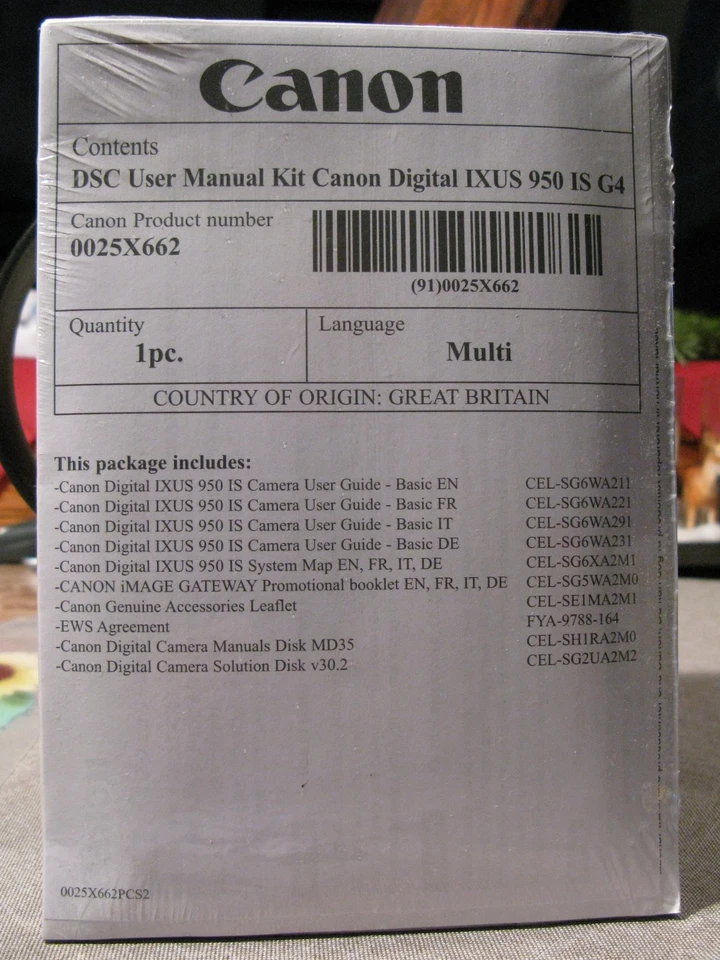 Canon
Contents
DSC User Manual Kit Canon Digital IXUS 950 IS G4
Canon Product number
0025X662
(91)0025X662
Quantity
1pc.
Language
Multi
COUNTRY OF ORIGIN: GREAT BRITAIN
This package includes:
-Canon Digital IXUS 950 IS Camera User Guide - Basic EN CEL-SG6WA211
-Canon Digital IXUS 950 IS Camera User Guide - Basic FR CEL-SG6WA221
-Canon Digital IXUS 950 IS Camera User Guide - Basic IT CEL-SG6WA291
-Canon Digital IXUS 950 IS Camera User Guide - Basic DE CEL-SG6WA231
-Canon Digital IXUS 950 IS System Map EN, FR, IT, DE CEL-SG6XA2M1
-CANON iMAGE GATEWAY Promotional booklet EN, FR, IT, DE CEL-SG5WA2M0
-Canon Genuine Accessories Leaflet CEL-SE1MA2M1
-EWS Agreement FYA-9788-164
-Canon Digital Camera Manuals Disk MD35 CEL-SH1RA2M0
-Canon Digital Camera Solution Disk v30.2 CEL-SG2UA2M2
0025X662PCS2